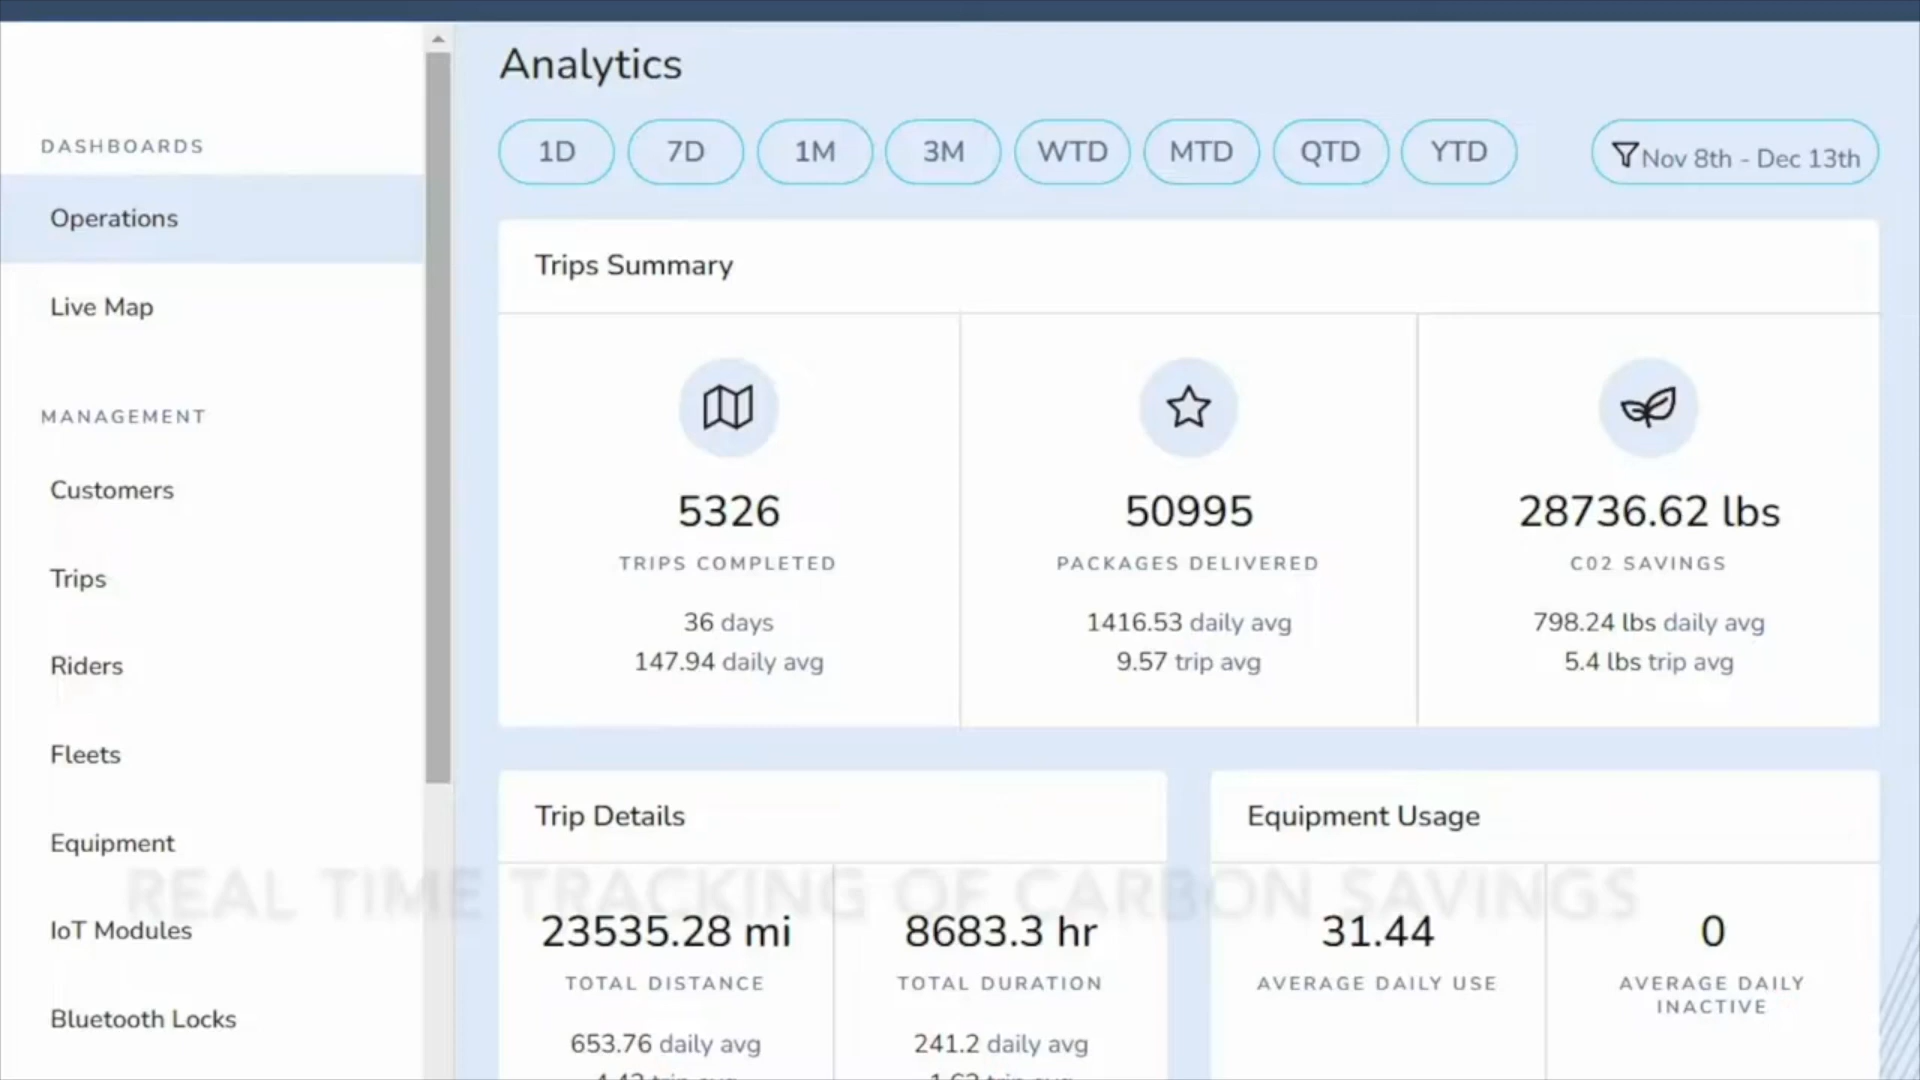 Analytics
1D 7D 1M 3M WTD MTD QTD YTD Nov 8th - Dec 13th
DASHBOARDS
Operations
Live Map
MANAGEMENT
Customers
Trips
Riders
Fleets
Equipment
IoT Modules
Bluetooth Locks
Trips Summary
5326
TRIPS COMPLETED
36 days
147.94 daily avg
50995
PACKAGES DELIVERED
1416.53 daily avg
9.57 trip avg
28736.62 lbs
C02 SAVINGS
798.24 lbs daily avg
5.4 lbs trip avg
Trip Details
23535.28 mi
TOTAL DISTANCE
653.76 daily avg
8683.3 hr
TOTAL DURATION
241.2 daily avg
Equipment Usage
31.44
AVERAGE DAILY USE
0
AVERAGE DAILY
INACTIVE
REAL TIME TRACKING OF CARBON SAVINGS